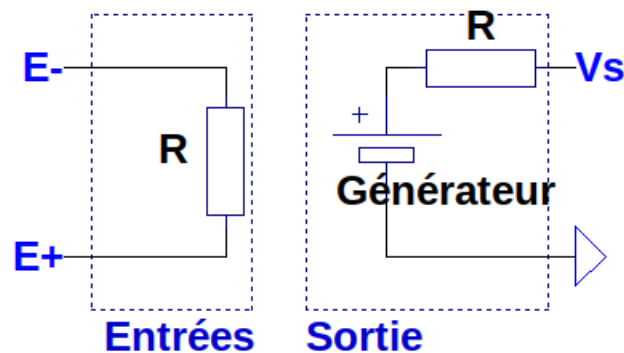 R
E-
Vs
+
R
Générateur
E+
Entrées
Sortie